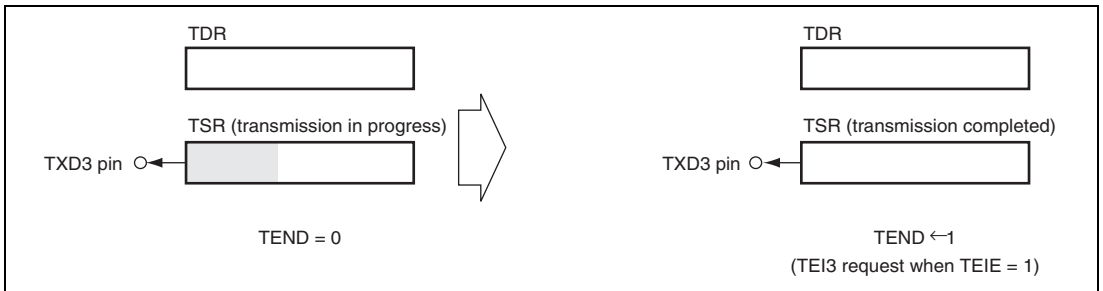 TDR
TSR (transmission in progress)
TXD3 pin
TEND = 0
TDR
TSR (transmission completed)
TXD3 pin
TEND ←1
(TEI3 request when TEIE = 1)